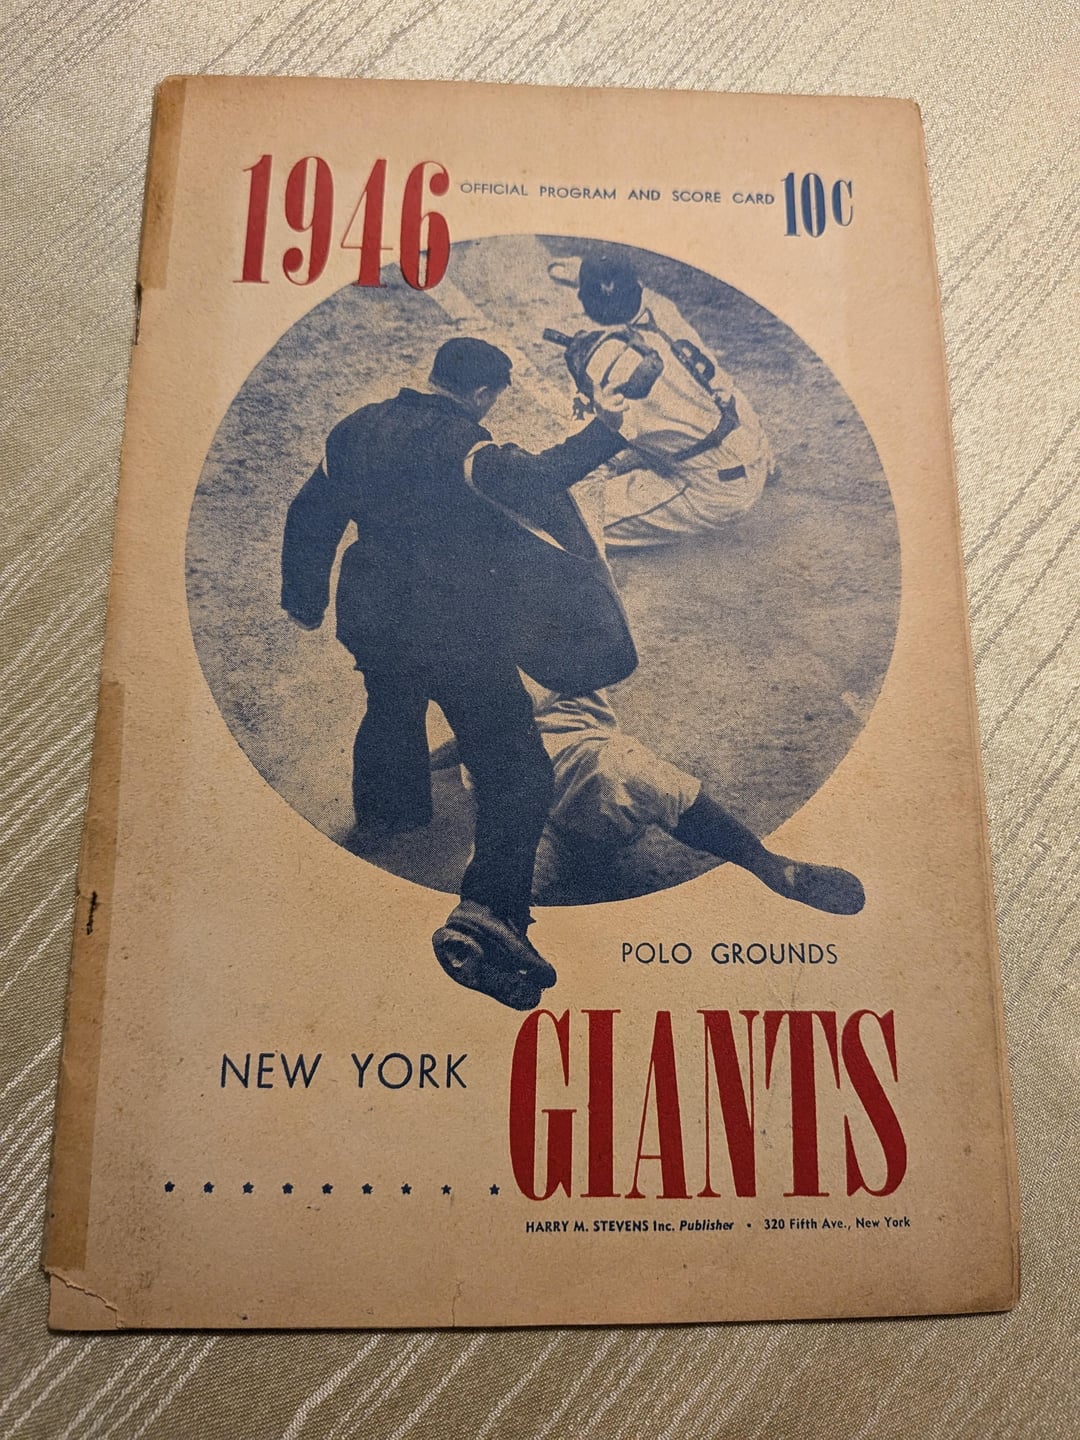 1946 OFFICIAL PROGRAM AND SCORE CARD 10c
POLO GROUNDS
NEW YORK GIANTS
HARRY M. STEVENS Inc. Publisher • 320 Fifth Ave., New York